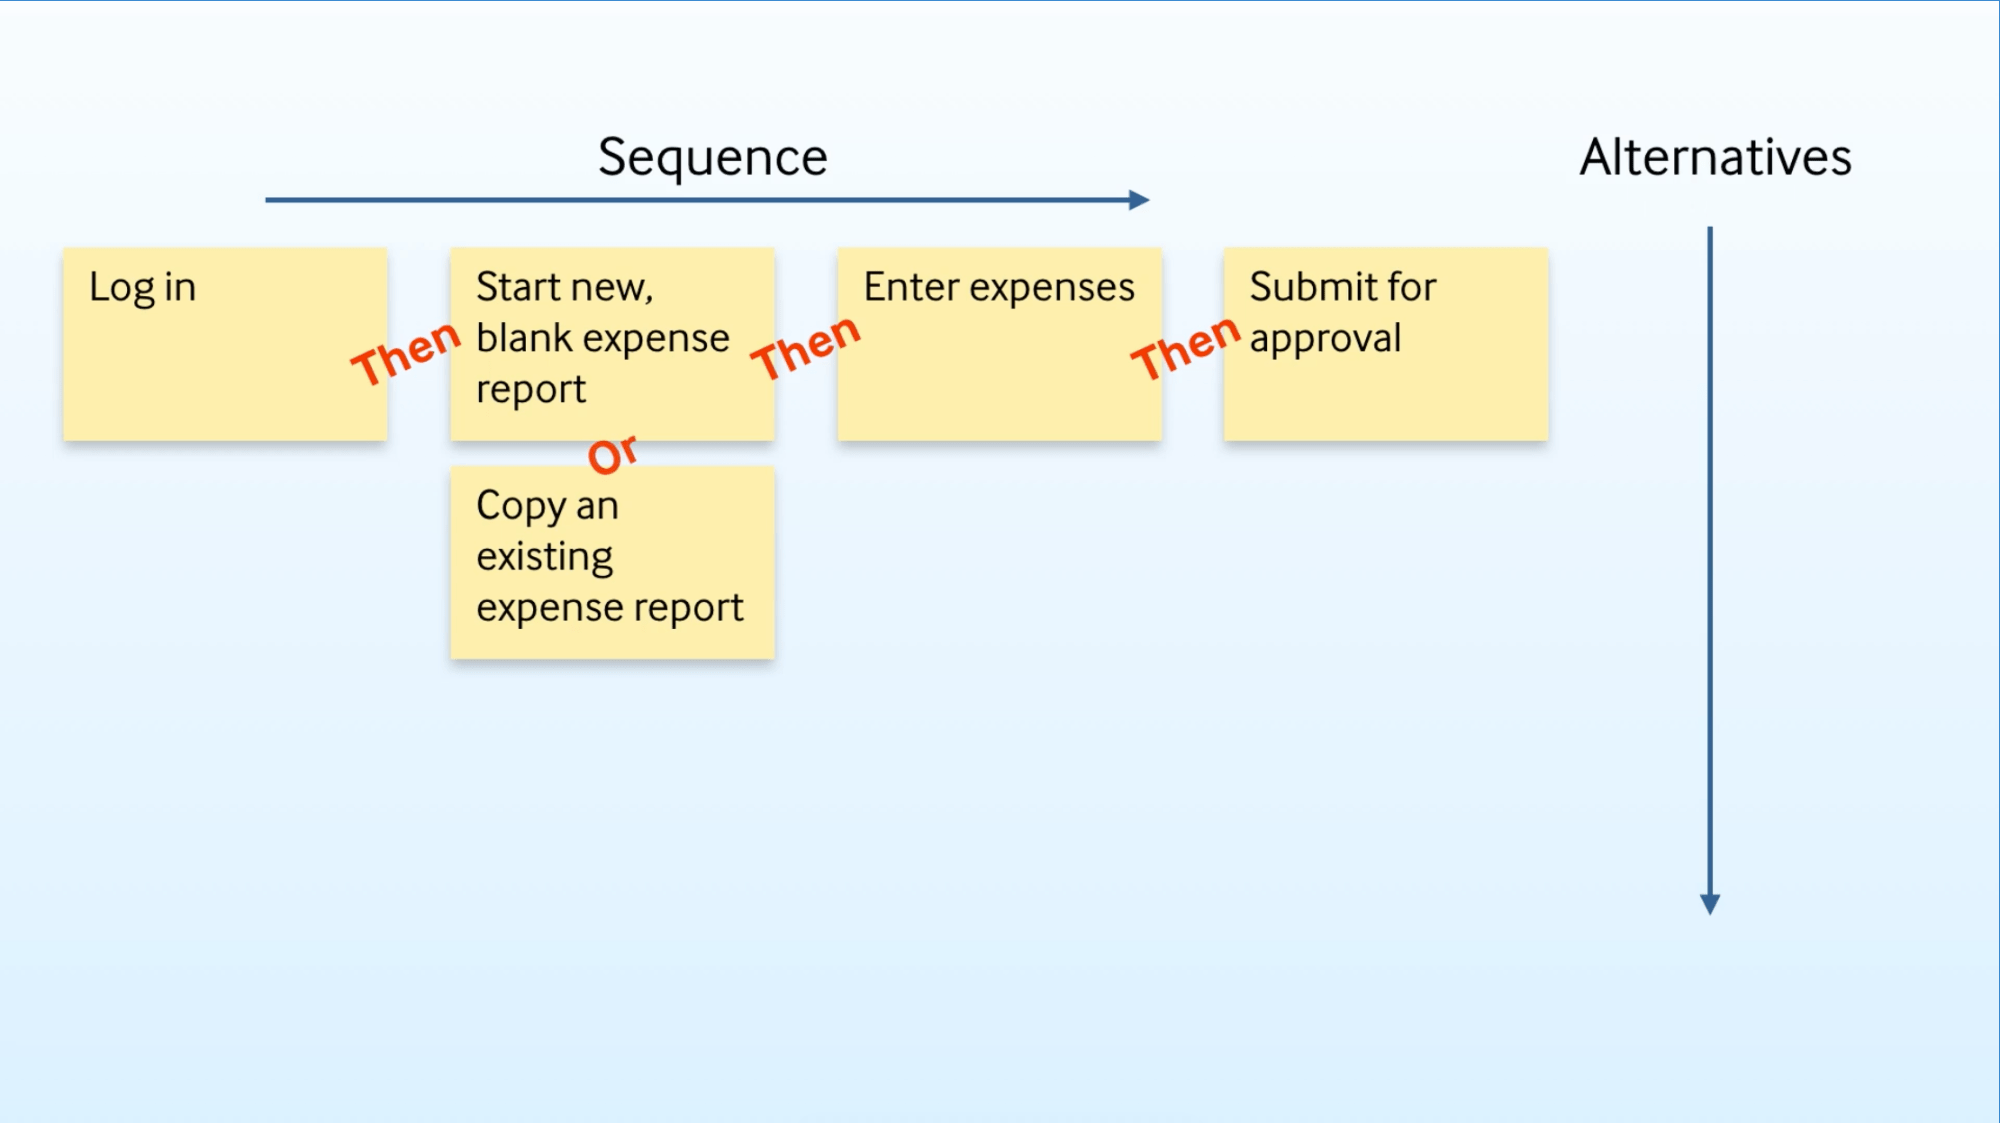 Sequence
Alternatives
Log in
Then
Start new,
blank expense
report
Then
Enter expenses
Then
Submit for
approval
Or
Copy an
existing
expense report